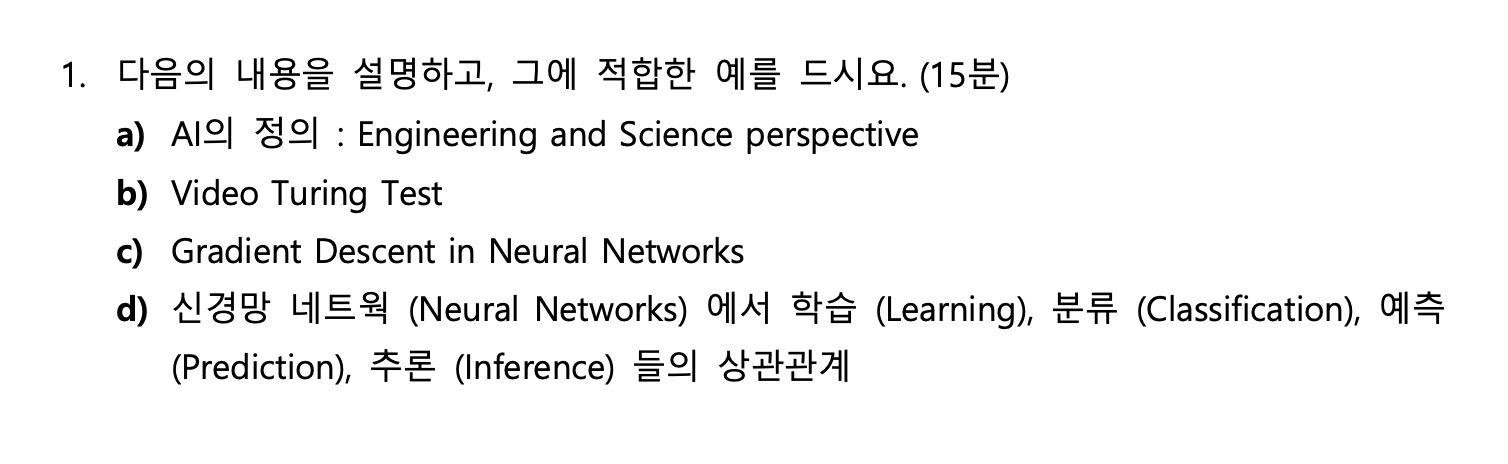 1. 다음의 내용을 설명하고, 그에 적합한 예를 드시요. (15분)
a) AI의 정의 : Engineering and Science perspective
b) Video Turing Test
c) Gradient Descent in Neural Networks
d) 신경망 네트웍 (Neural Networks) 에서 학습 (Learning), 분류 (Classification), 예측
(Prediction), 추론 (Inference) 들의 상관관계